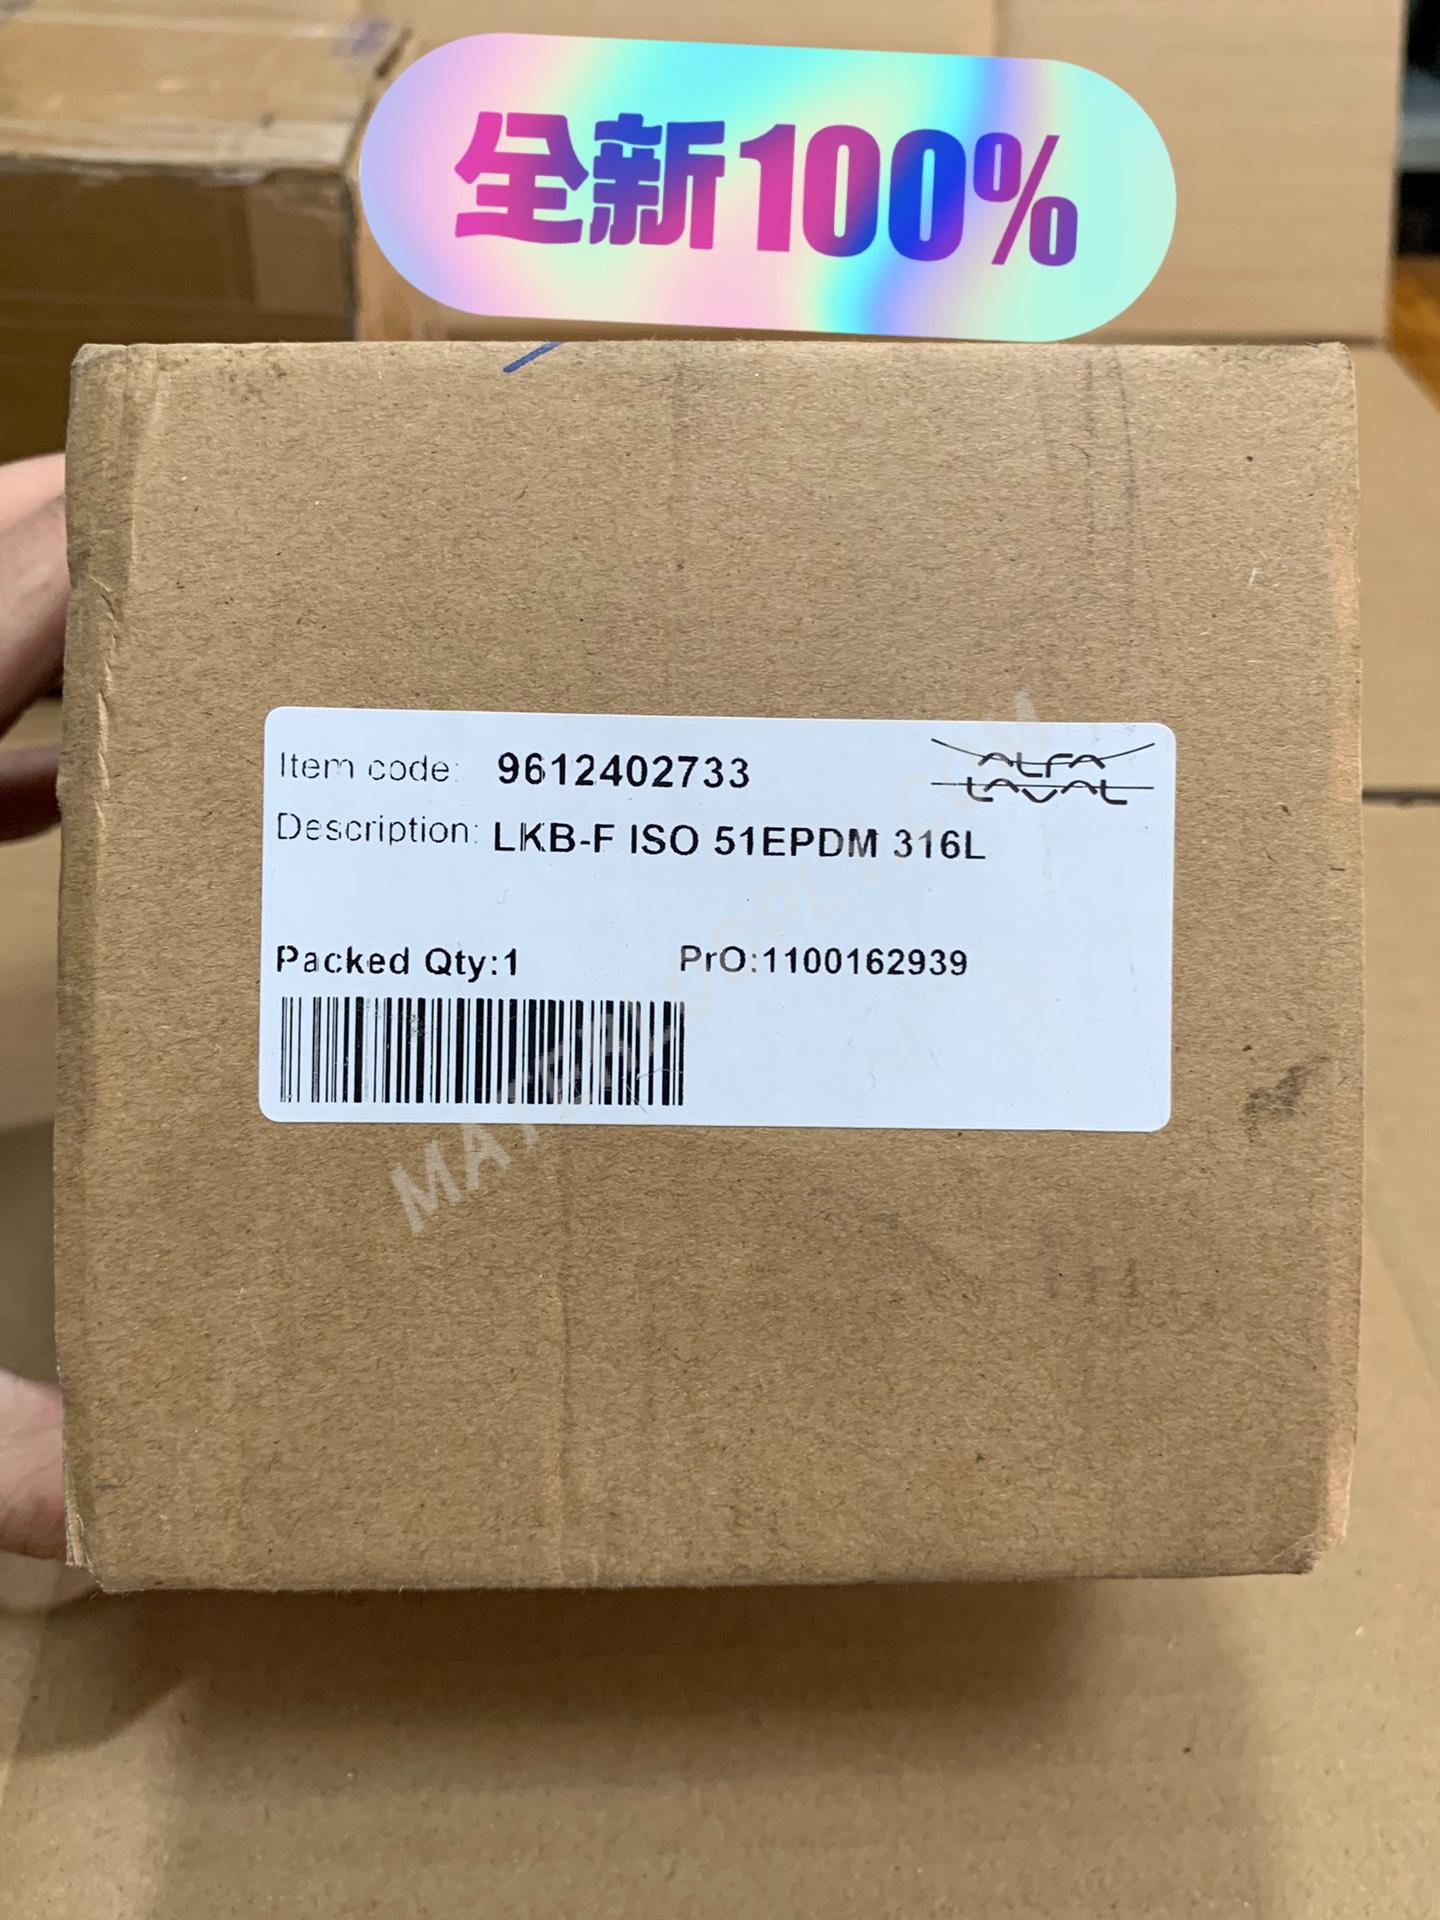 全新100%
Item code: 9612402733
ALFA
LAVAL
Description: LKB-F ISO 51EPDM 316L
Packed Qty:1 PrO:1100162939